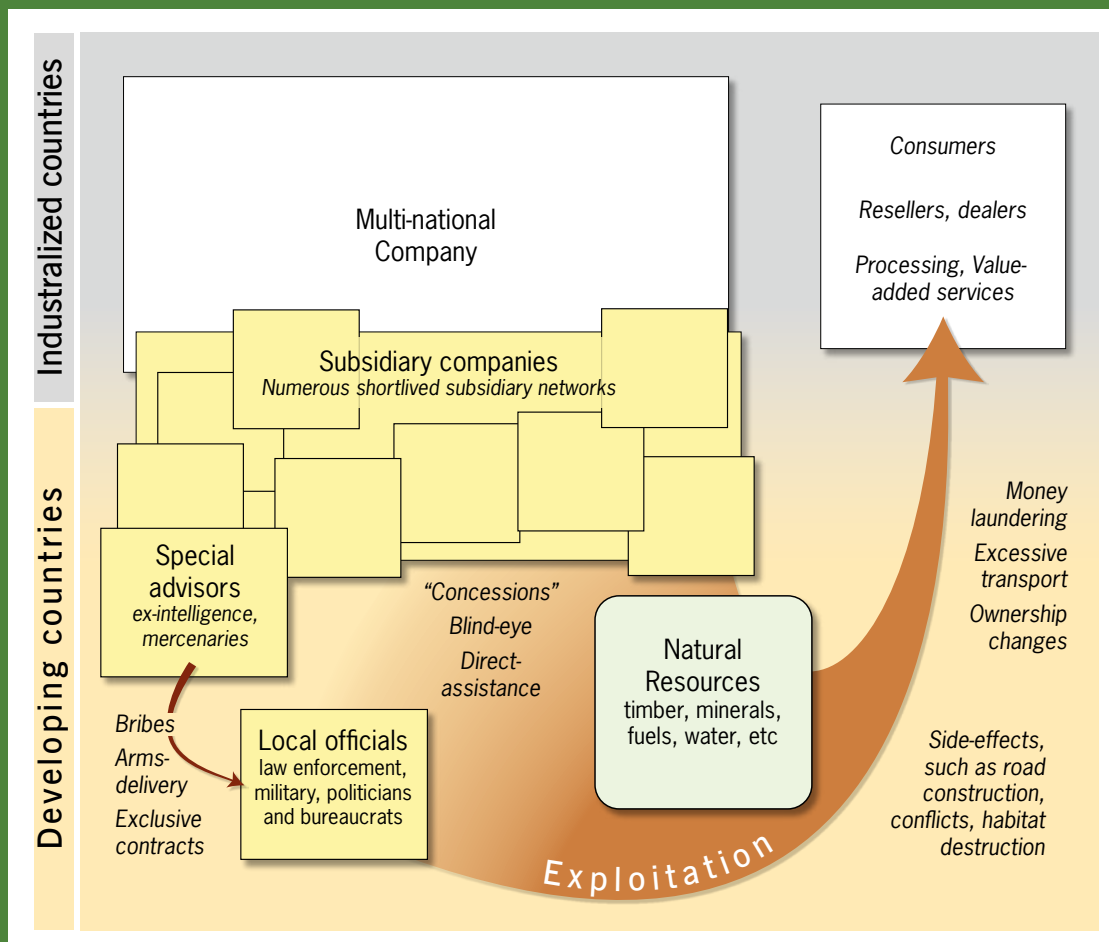 Industralized countries
Developing countries
Multi-national
Company
Subsidiary companies
Numerous shortlived subsidiary networks
Special
advisors
ex-intelligence,
mercenaries
Bribes
Arms-
delivery
Exclusive
contracts
Local officials
law enforcement,
military, politicians
and bureaucrats
“Concessions”
Blind-eye
Direct-
assistance
Natural
Resources
timber, minerals,
fuels, water, etc
Exploitation
Consumers
Resellers, dealers
Processing, Value-
added services
Money
laundering
Excessive
transport
Ownership
changes
Side-effects,
such as road
construction,
conflicts, habitat
destruction